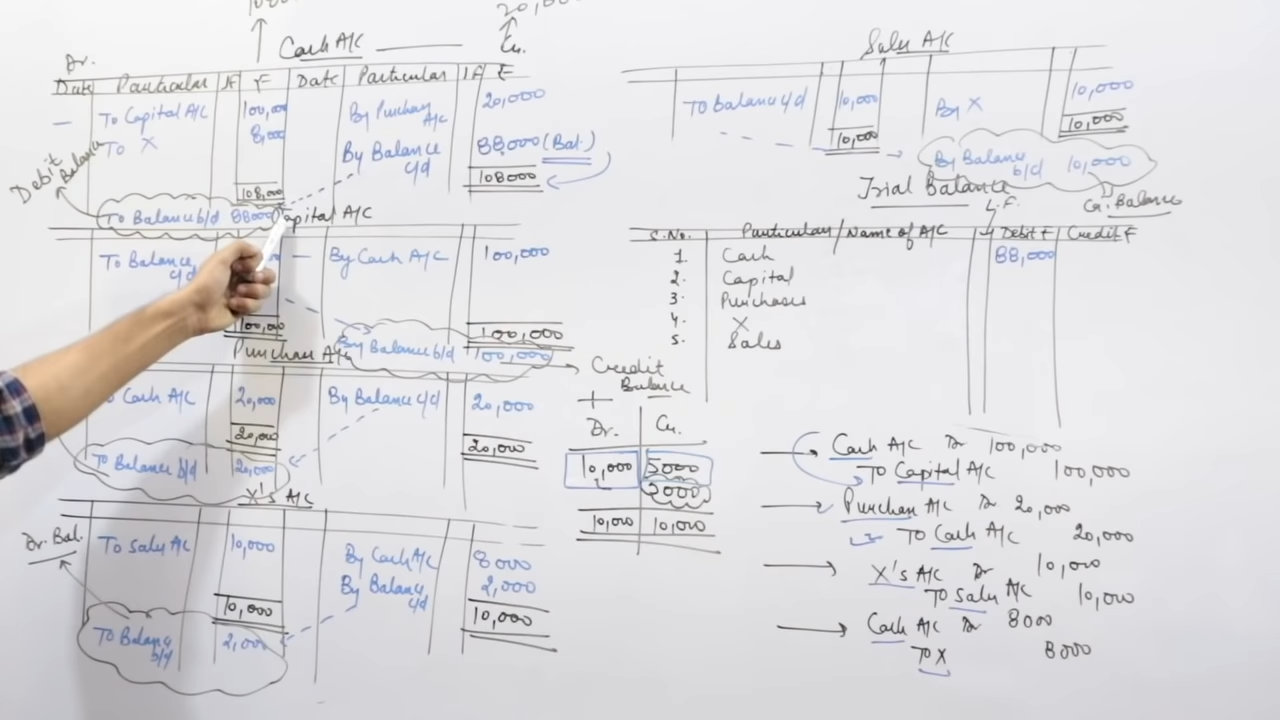 20,000
Cash A/C
Dr. Cr.
Date Particular JF ₹ Date Particular JF ₹
To Capital A/C 100,000 By Purchase A/C 20,000
To X 8,000 By Balance c/d 88,000 (Bal.)
108,000 108000
Debit Balance
To Balance b/d 88000
Capital A/C
To Balance c/d By Cash A/C 100,000
100,000 100,000
By Balance b/d 100,000
Credit Balance
Purchase A/C
To Cash A/C 20,000 By Balance c/d 20,000
20,000 20,000
To Balance b/d 20,000
X's A/C
To Sales A/C 10,000 By Cash A/C 8000
By Balance c/d 2,000
10,000 10,000
Dr. Bal.
To Balance b/d 2,000
Dr. Cr.
10,000 5000
5000
10,000 10,000
Sales A/C
To Balance c/d 10,000 By X 10,000
10,000 10,000
By Balance b/d 10,000
Cr. Balance
Trial Balance
S.No. Particulars/Name of A/C L.F. Debit ₹ Credit ₹
1. Cash 88,000
2. Capital
3. Purchases
4. X
5. Sales
Cash A/C Dr 100,000
To Capital A/C 100,000
Purchase A/C Dr 20,000
To Cash A/C 20,000
X's A/C Dr 10,000
To Sales A/C 10,000
Cash A/C Dr 8000
To X 8000